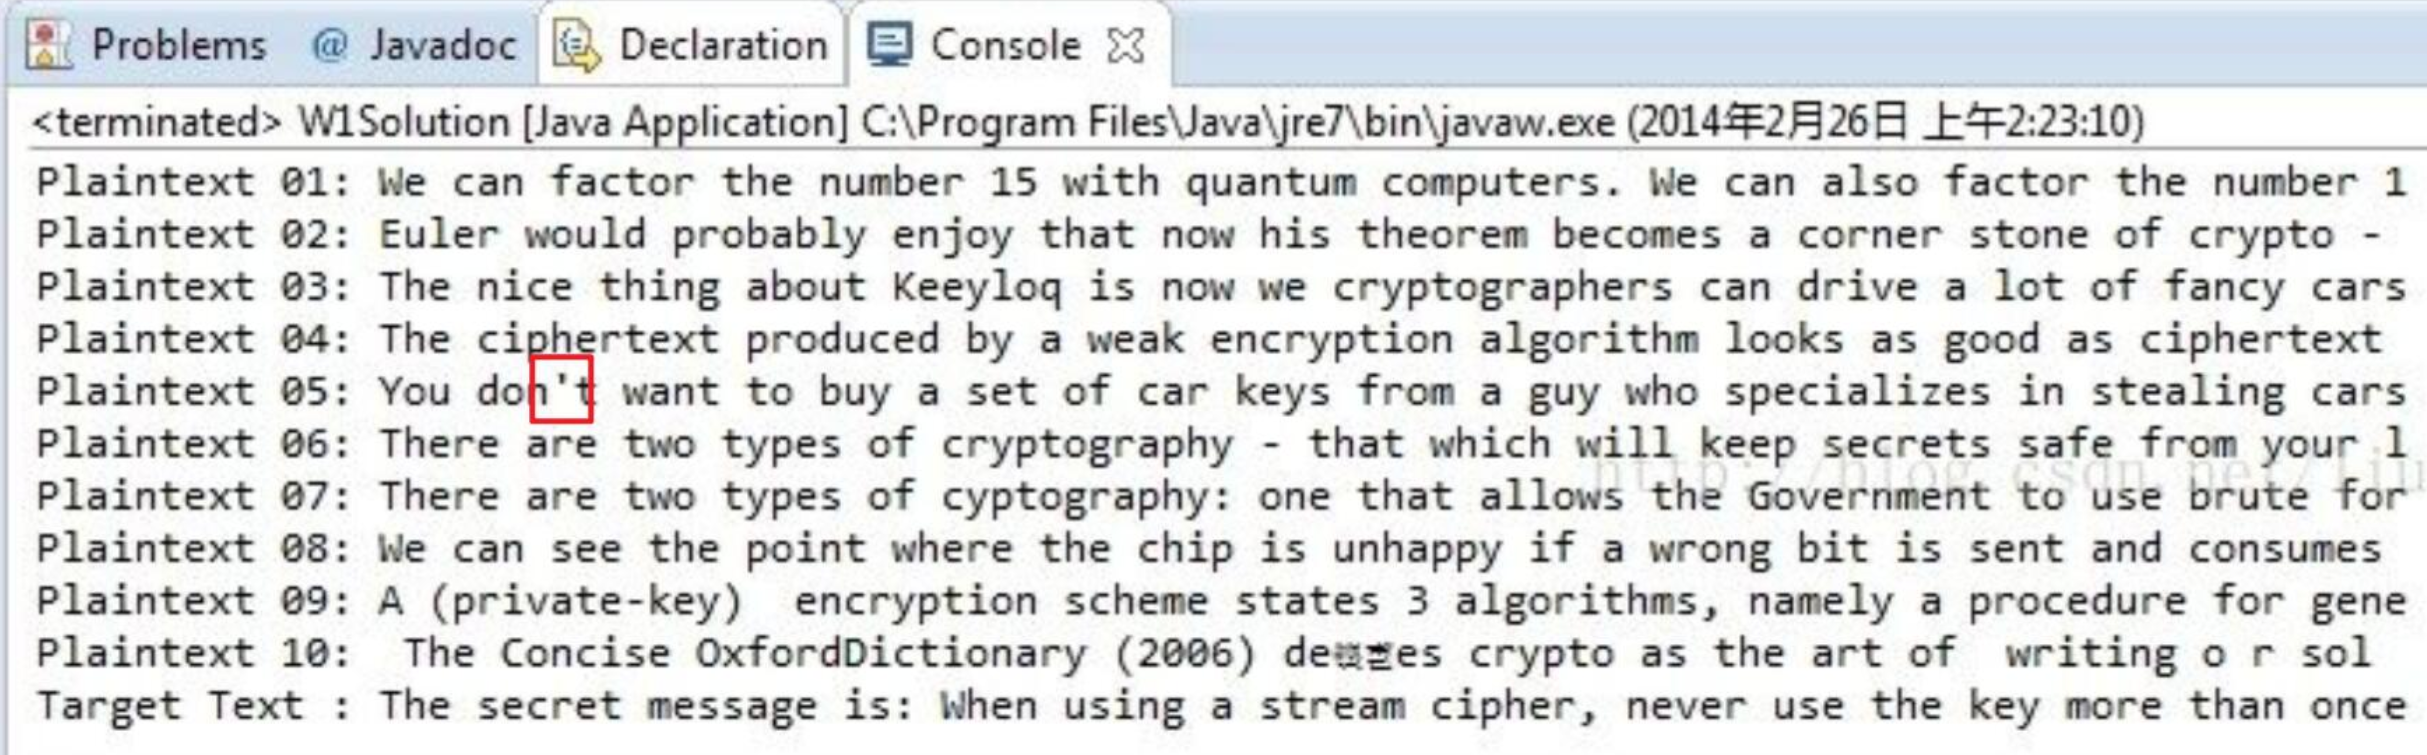 Problems @ Javadoc Declaration Console
<terminated> W1Solution [Java Application] C:\Program Files\Java\jre7\bin\javaw.exe (2014年2月26日 上午2:23:10)
Plaintext 01: We can factor the number 15 with quantum computers. We can also factor the number 1
Plaintext 02: Euler would probably enjoy that now his theorem becomes a corner stone of crypto -
Plaintext 03: The nice thing about Keeyloq is now we cryptographers can drive a lot of fancy cars
Plaintext 04: The ciphertext produced by a weak encryption algorithm looks as good as ciphertext
Plaintext 05: You don't want to buy a set of car keys from a guy who specializes in stealing cars
Plaintext 06: There are two types of cryptography - that which will keep secrets safe from your l
http://blog.csdn.net/liu
Plaintext 07: There are two types of cyptography: one that allows the Government to use brute for
Plaintext 08: We can see the point where the chip is unhappy if a wrong bit is sent and consumes
Plaintext 09: A (private-key)  encryption scheme states 3 algorithms, namely a procedure for gene
Plaintext 10:  The Concise OxfordDictionary (2006) crypto as the art of  writing o r sol
Target Text : The secret message is: When using a stream cipher, never use the key more than once